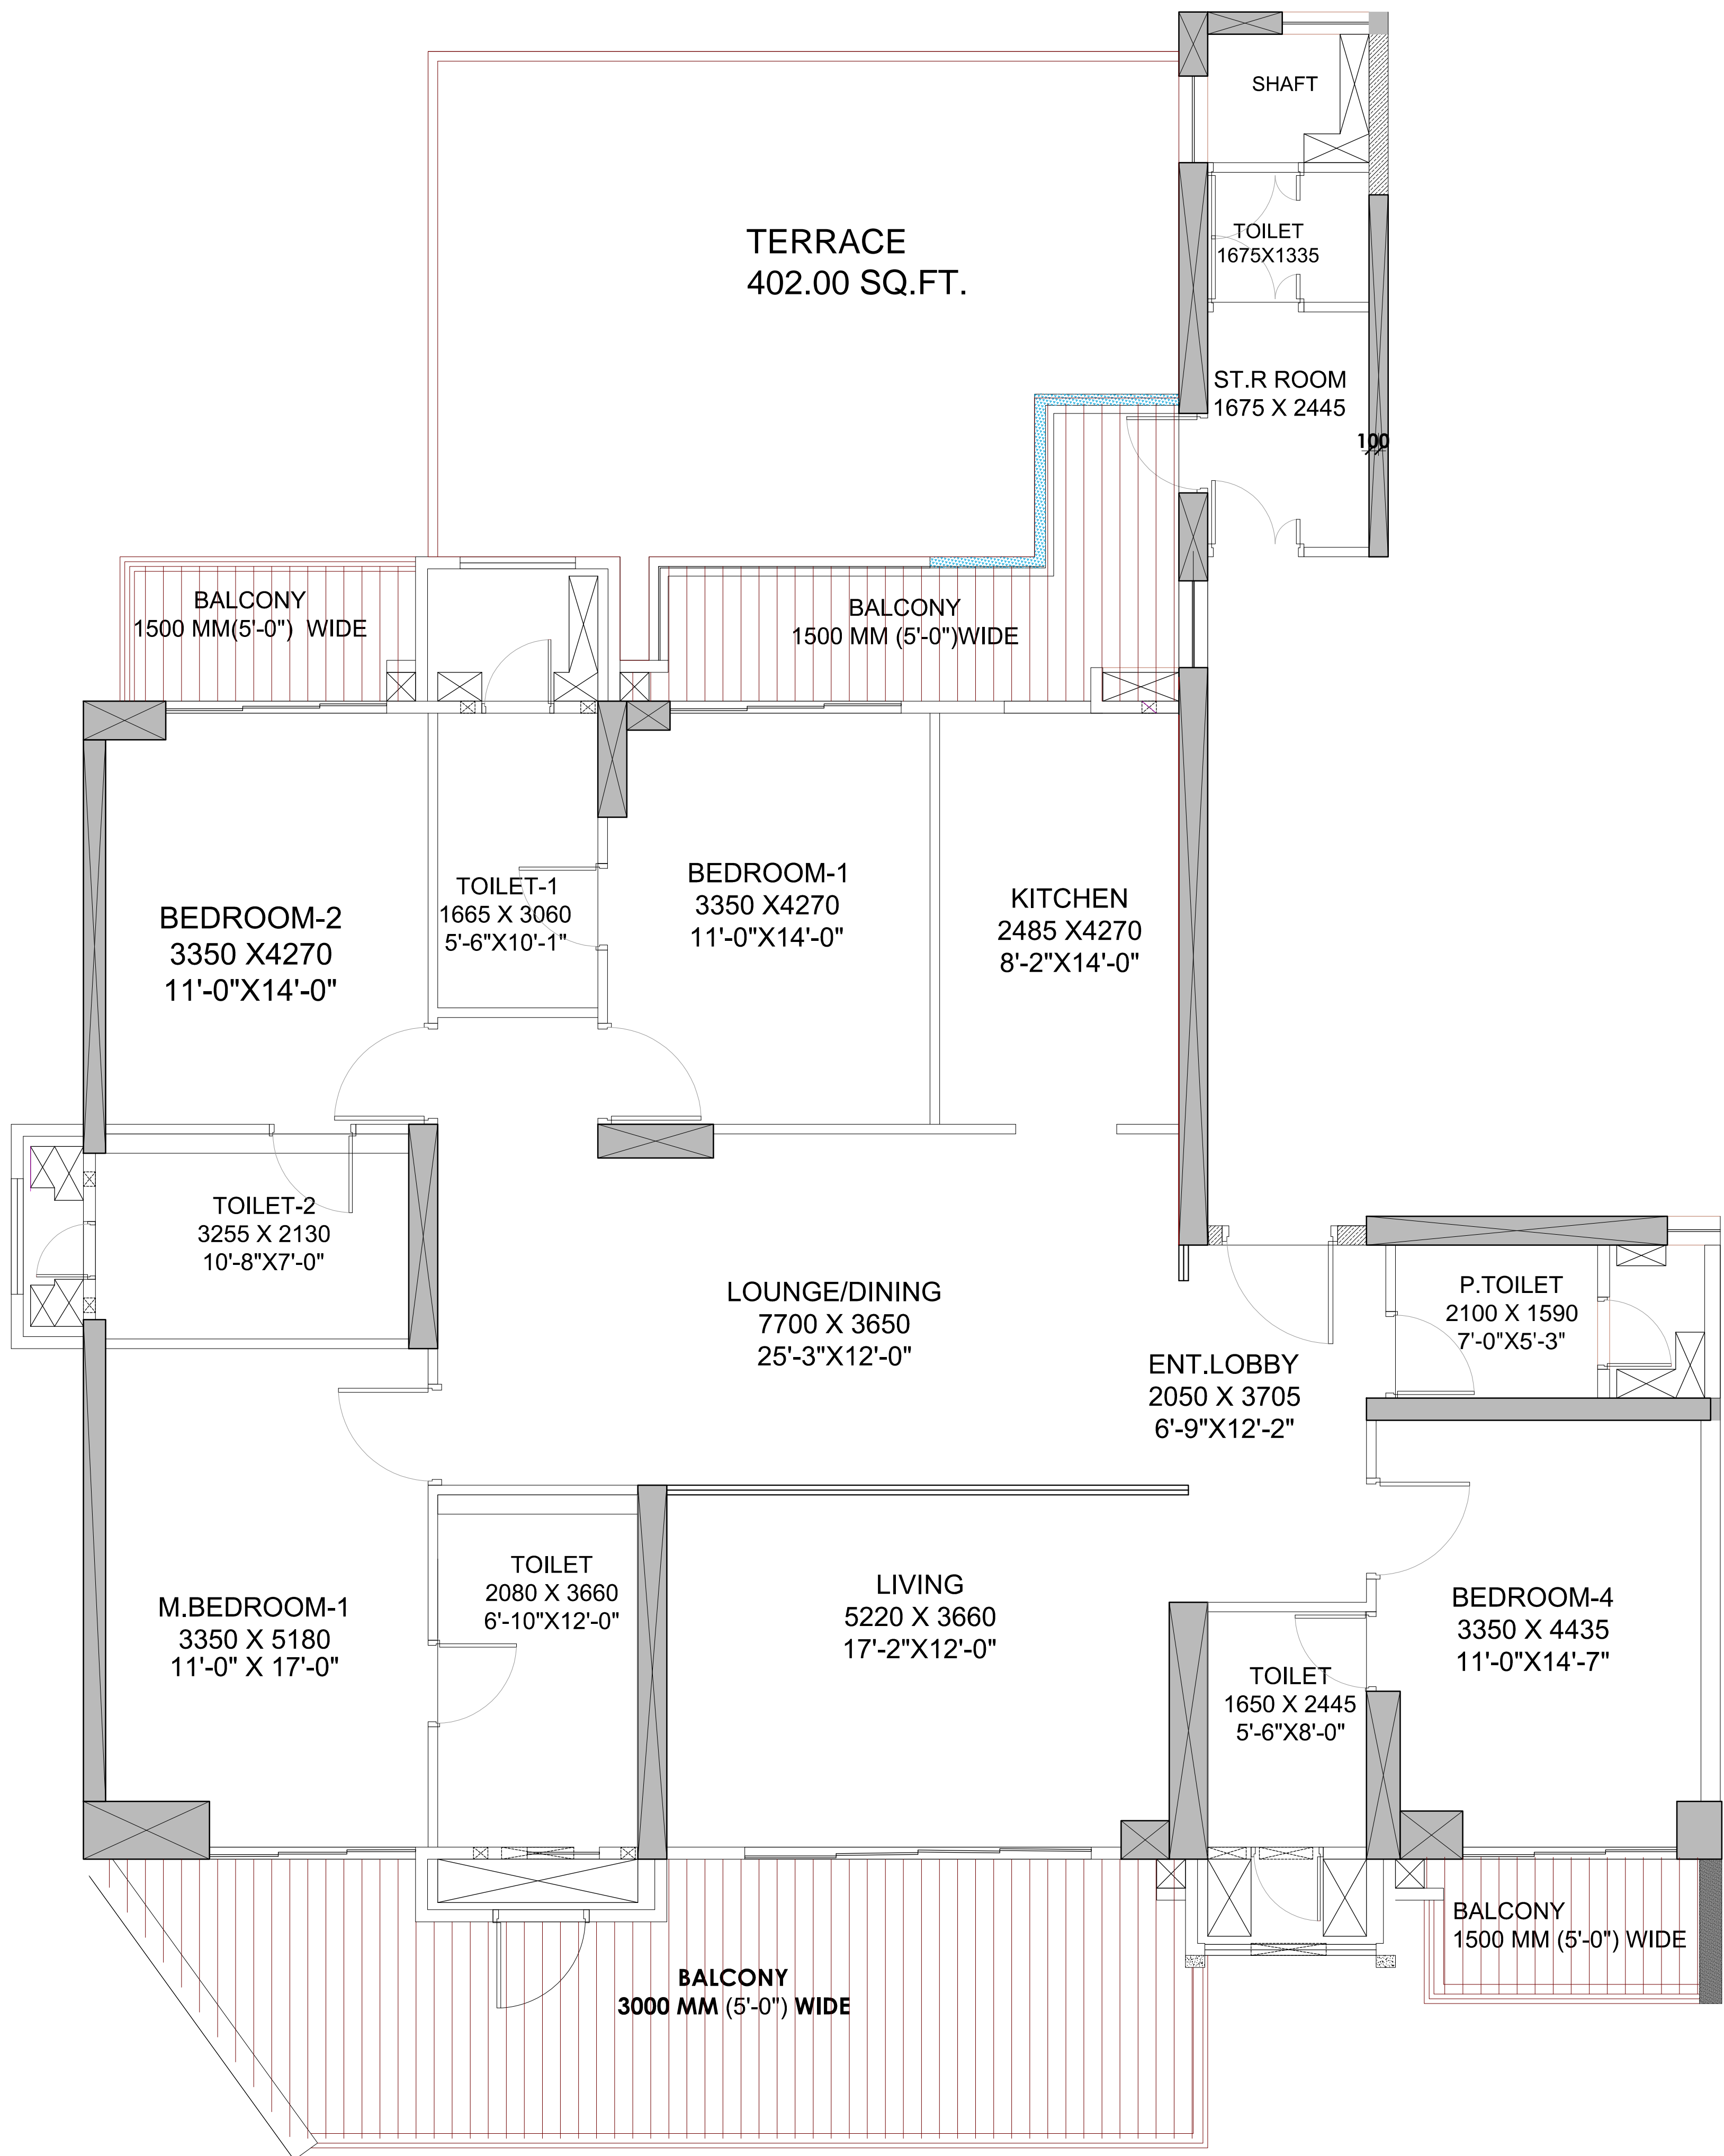 SHAFT
TOILET
1675X1335
TERRACE
402.00 SQ.FT.
ST.R ROOM
1675 X 2445
100
BALCONY
1500 MM(5'-0") WIDE
BALCONY
1500 MM (5'-0")WIDE
BEDROOM-2
3350 X4270
11'-0"X14'-0"
TOILET-1
1665 X 3060
5'-6"X10'-1"
BEDROOM-1
3350 X4270
11'-0"X14'-0"
KITCHEN
2485 X4270
8'-2"X14'-0"
TOILET-2
3255 X 2130
10'-8"X7'-0"
LOUNGE/DINING
7700 X 3650
25'-3"X12'-0"
P.TOILET
2100 X 1590
7'-0"X5'-3"
ENT.LOBBY
2050 X 3705
6'-9"X12'-2"
M.BEDROOM-1
3350 X 5180
11'-0" X 17'-0"
TOILET
2080 X 3660
6'-10"X12'-0"
LIVING
5220 X 3660
17'-2"X12'-0"
BEDROOM-4
3350 X 4435
11'-0"X14'-7"
TOILET
1650 X 2445
5'-6"X8'-0"
BALCONY
1500 MM (5'-0") WIDE
BALCONY
3000 MM (5'-0") WIDE